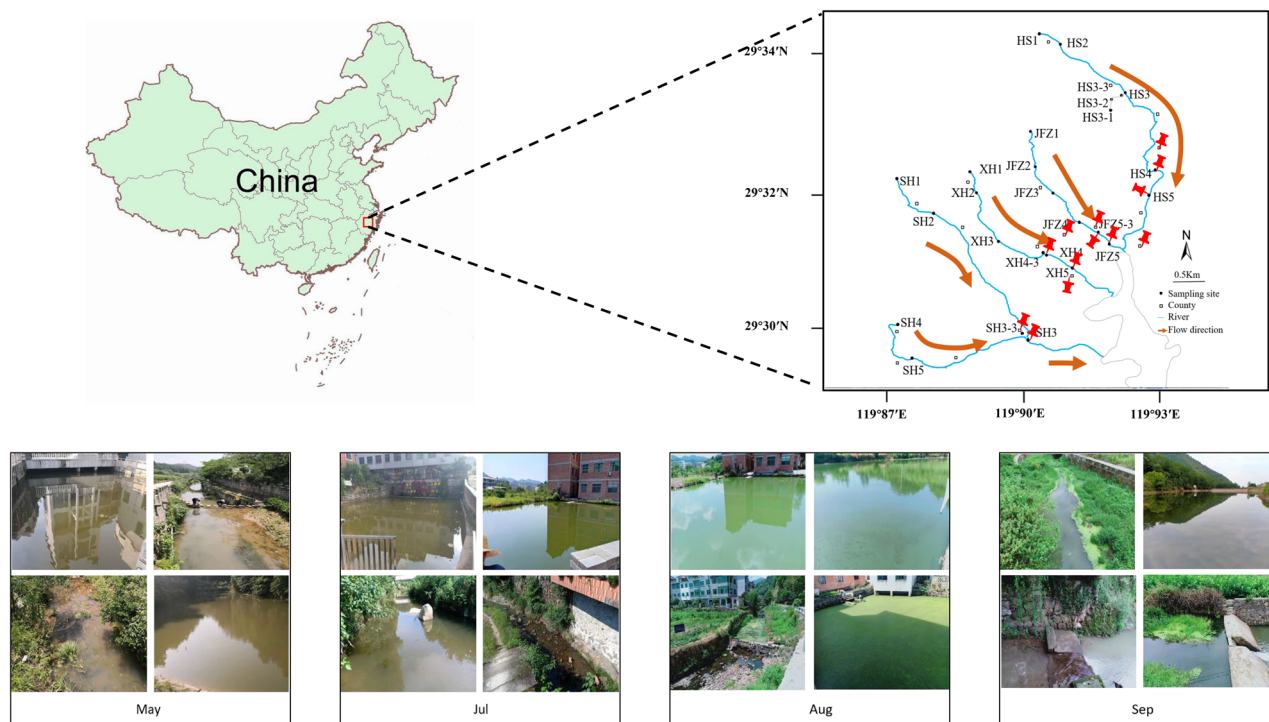 China
29°34′N
29°32′N
29°30′N
119°87′E
119°90′E
119°93′E
HS1
HS2
HS3-3
HS3
HS3-2
HS3-1
JFZ1
HS4
JFZ2
XH1
SH1
JFZ3
XH2
HS5
SH2
JFZ4
JFZ5-3
XH3
JFZ5
XH4
XH4-3
XH5
SH4
SH3-3
SH3
SH5
N
0.5Km
Sampling site
County
River
Flow direction
May
Jul
Aug
Sep